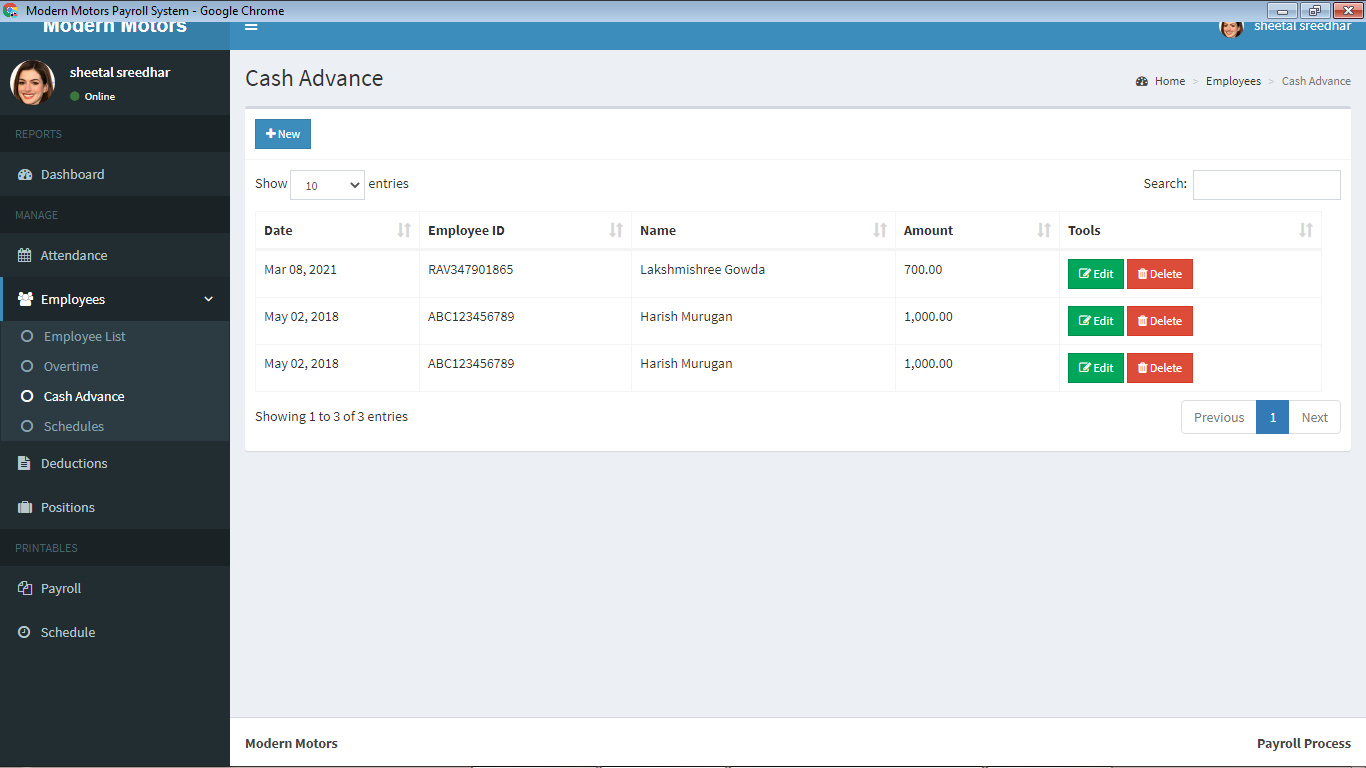 Modern Motors Payroll System - Google Chrome
Modern Motors
sheetal sreedhar
sheetal sreedhar
Online
REPORTS
Dashboard
MANAGE
Attendance
Employees
Employee List
Overtime
Cash Advance
Schedules
Deductions
Positions
PRINTABLES
Payroll
Schedule
Cash Advance
Home > Employees > Cash Advance
New
Show 10 entries
Search:
Date Employee ID Name Amount Tools
Mar 08, 2021 RAV347901865 Lakshmishree Gowda 700.00 Edit Delete
May 02, 2018 ABC123456789 Harish Murugan 1,000.00 Edit Delete
May 02, 2018 ABC123456789 Harish Murugan 1,000.00 Edit Delete
Showing 1 to 3 of 3 entries
Previous 1 Next
Modern Motors
Payroll Process